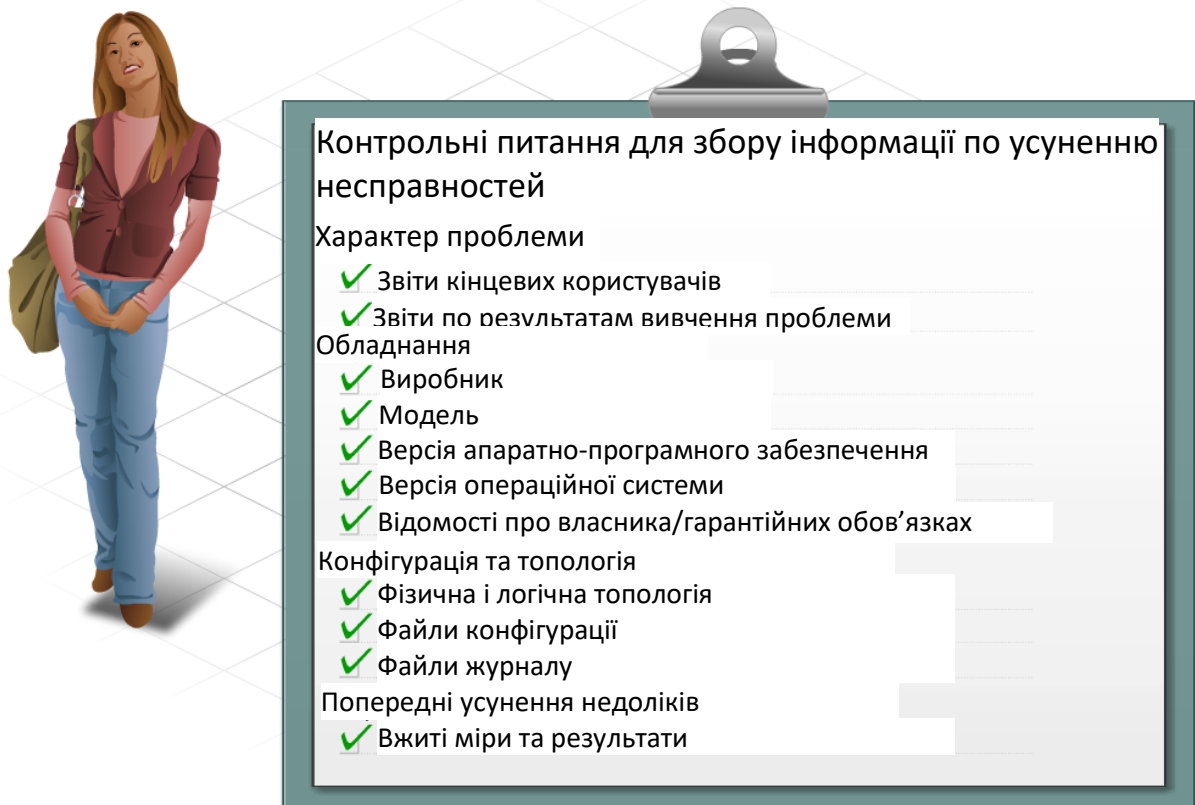 Контрольні питання для збору інформації по усуненню
несправностей
Характер проблеми
Звіти кінцевих користувачів
Звіти по результатам вивчення проблеми
Обладнання
Виробник
Модель
Версія апаратно-програмного забезпечення
Версія операційної системи
Відомості про власника/гарантійних обов’язках
Конфігурація та топологія
Фізична і логічна топологія
Файли конфігурації
Файли журналу
Попередні усунення недоліків
Вжиті міри та результати